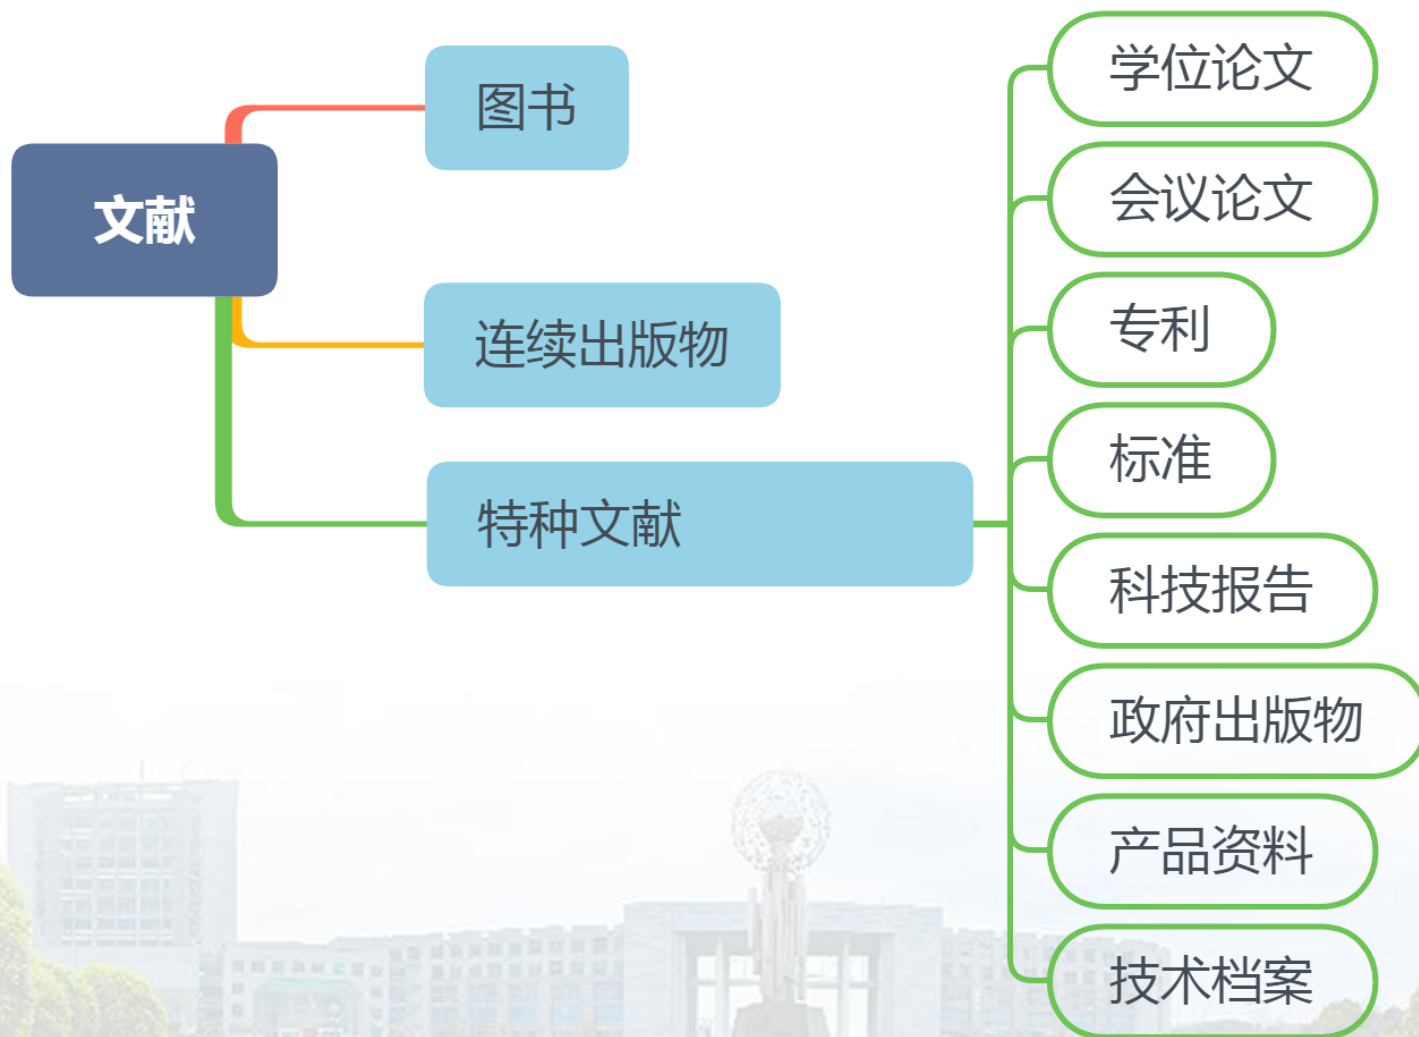 文献
图书
连续出版物
特种文献
学位论文
会议论文
专利
标准
科技报告
政府出版物
产品资料
技术档案